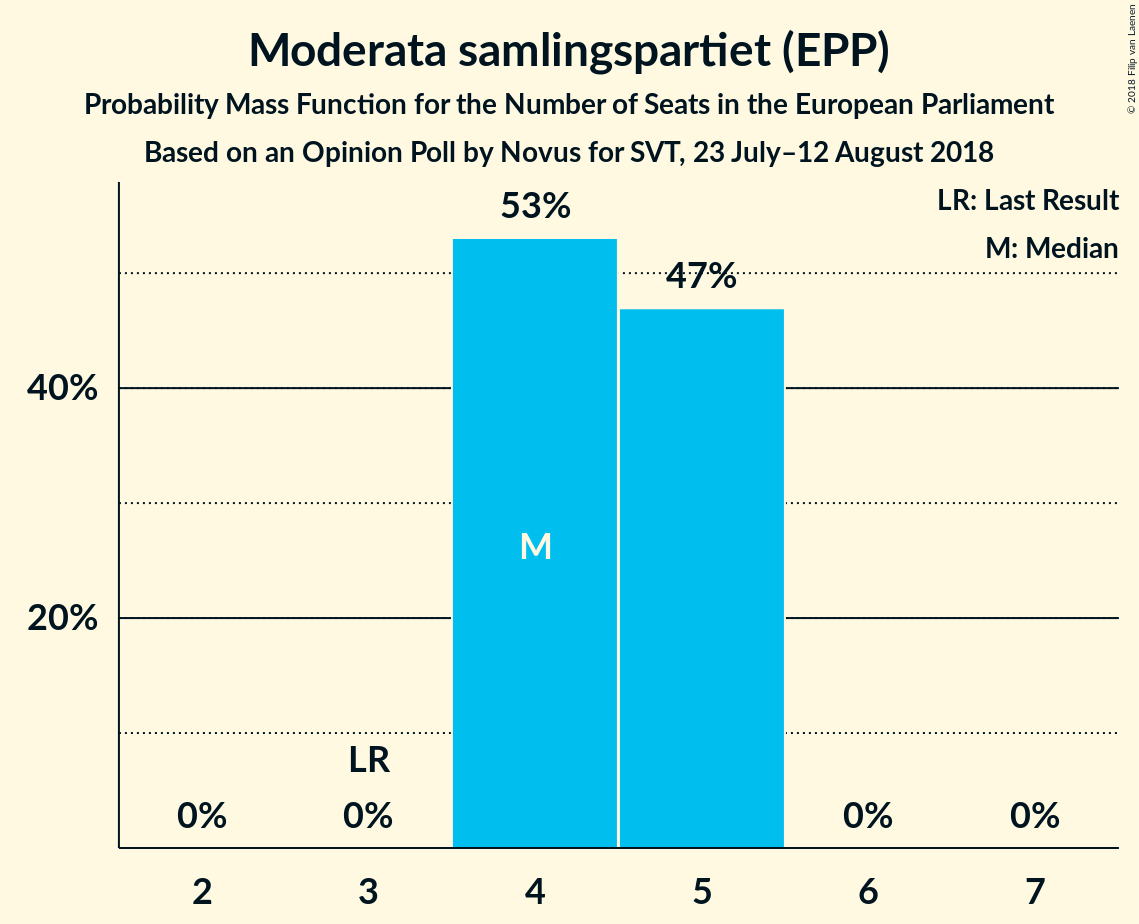 Moderata samlingspartiet (EPP)
Probability Mass Function for the Number of Seats in the European Parliament
Based on an Opinion Poll by Novus for SVT, 23 July–12 August 2018
© 2018 Filip van Laenen
LR: Last Result
M: Median
53%
47%
40%
M
20%
LR
0% 0% 0% 0%
2 3 4 5 6 7